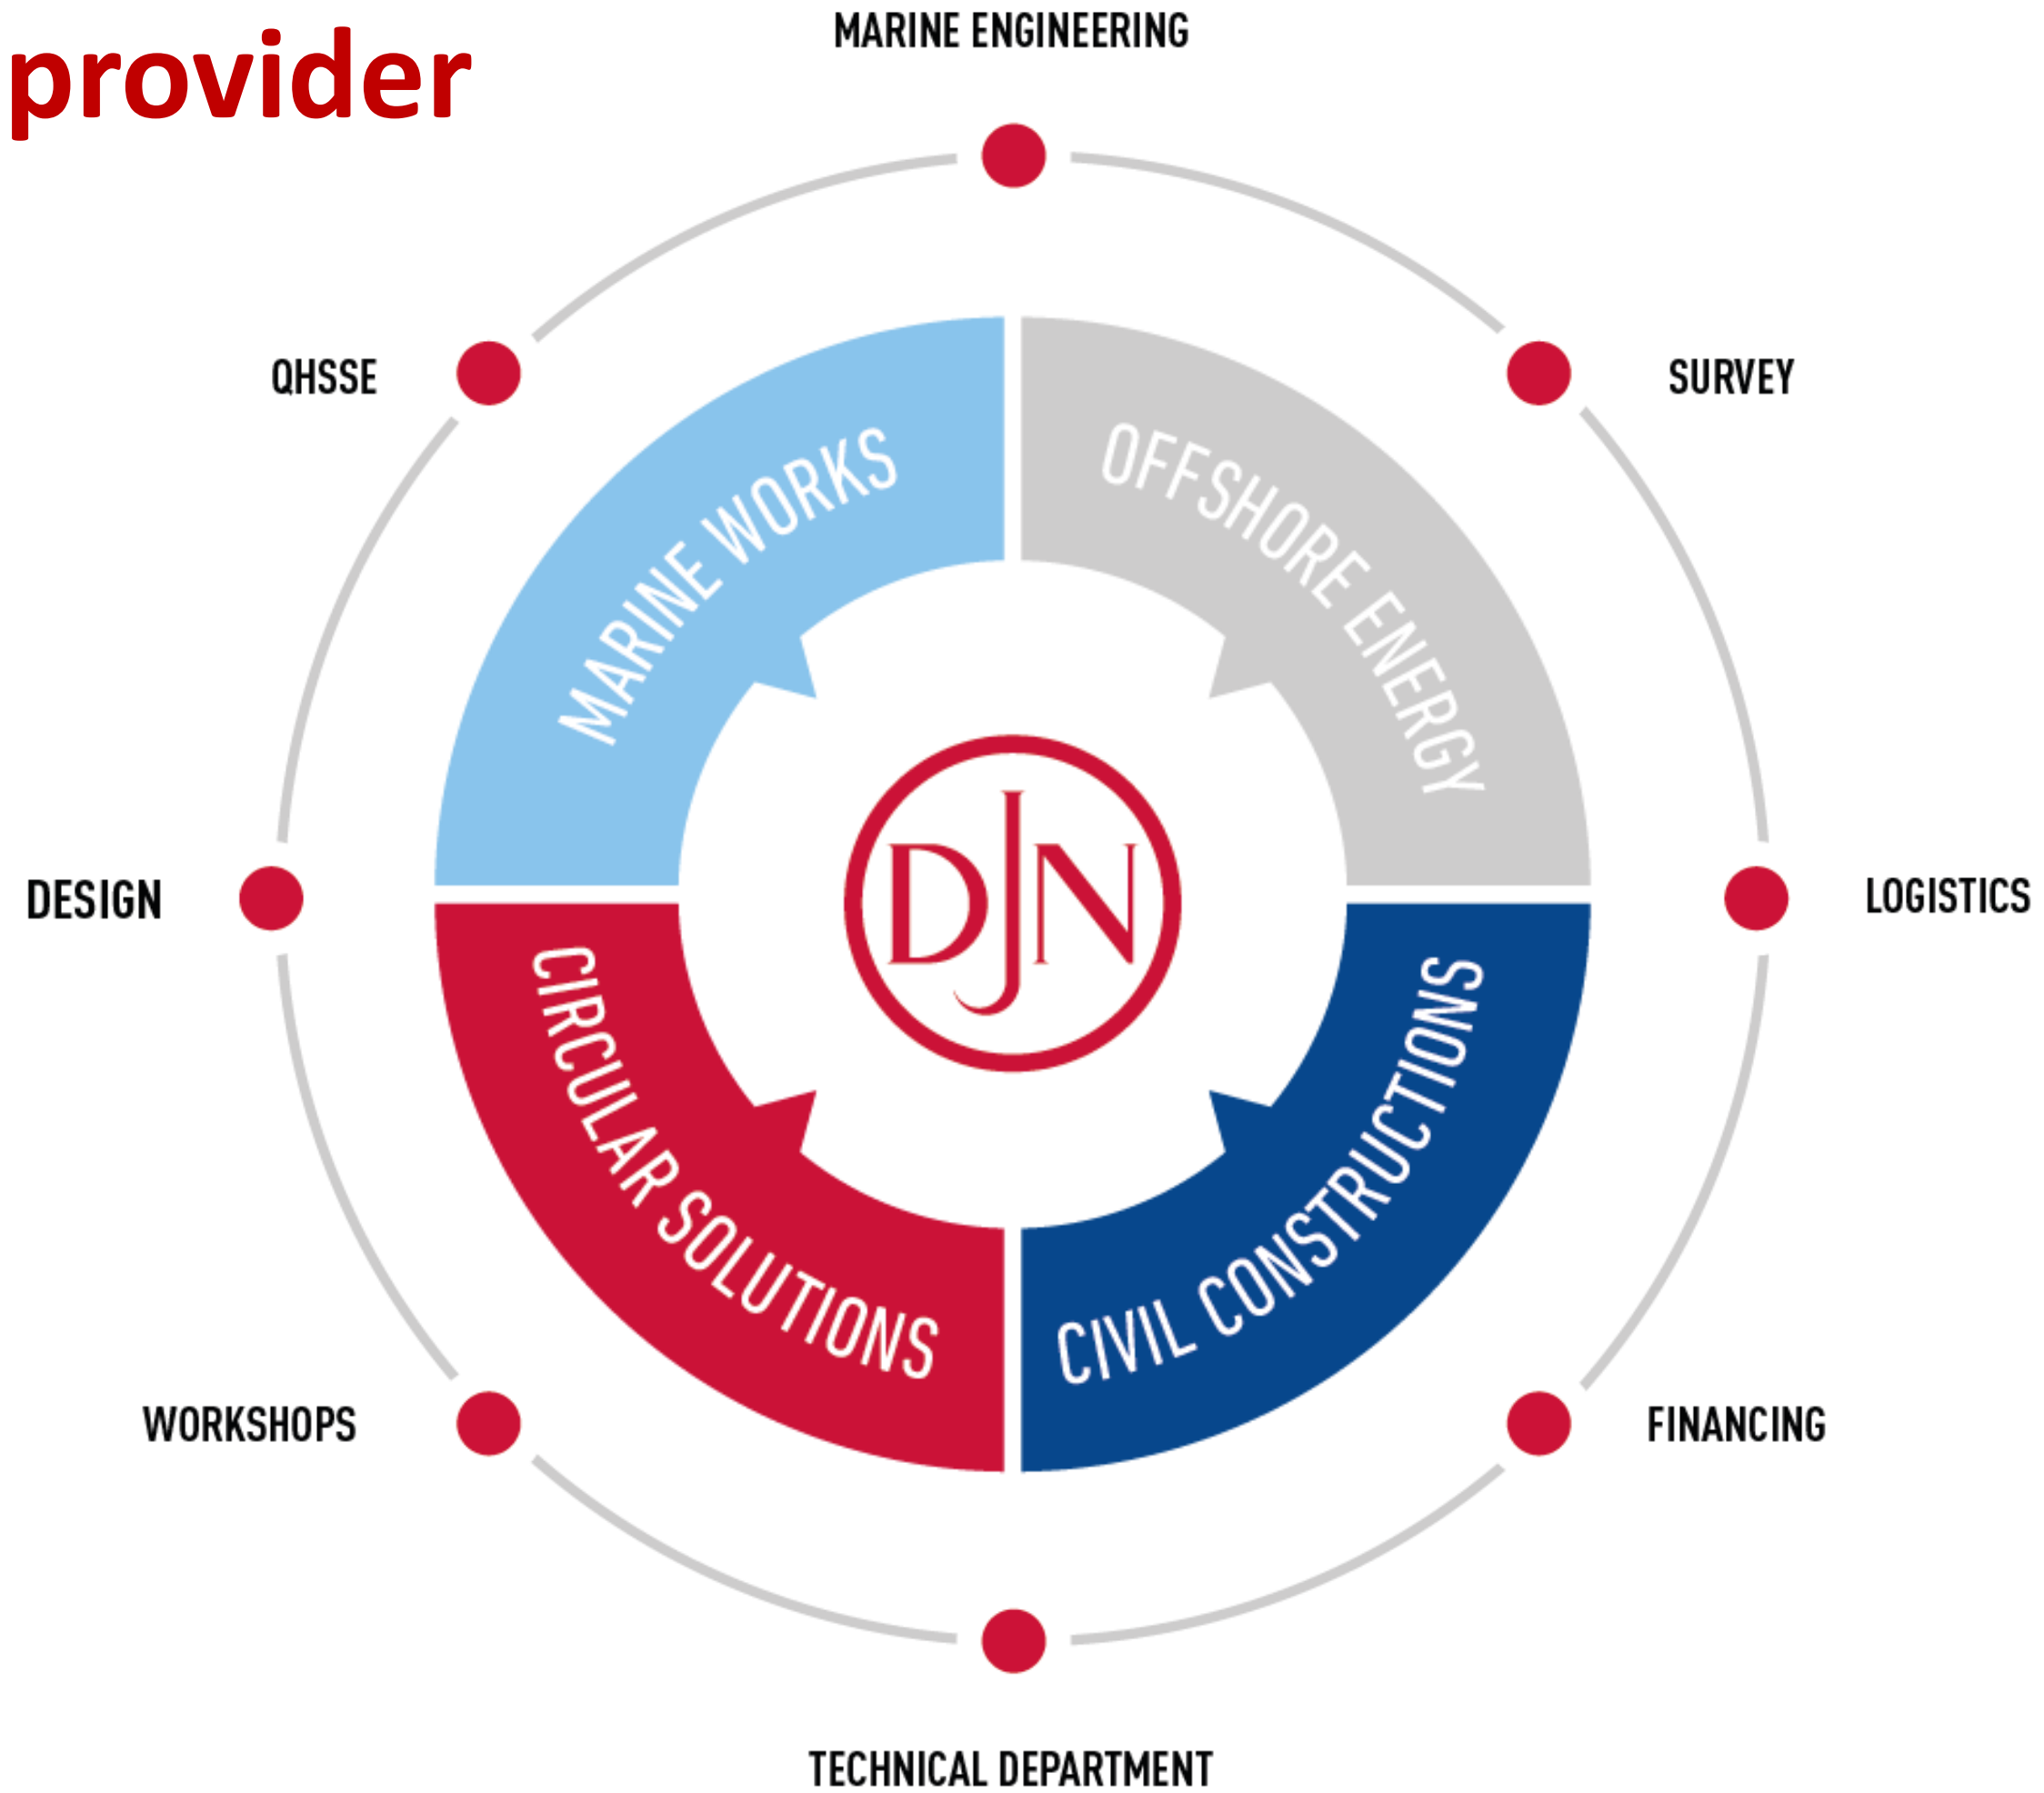 provider
MARINE ENGINEERING
QHSSE
SURVEY
MARINE WORKS
OFFSHORE ENERGY
DJN
DESIGN
LOGISTICS
CIRCULAR SOLUTIONS
CIVIL CONSTRUCTIONS
WORKSHOPS
FINANCING
TECHNICAL DEPARTMENT